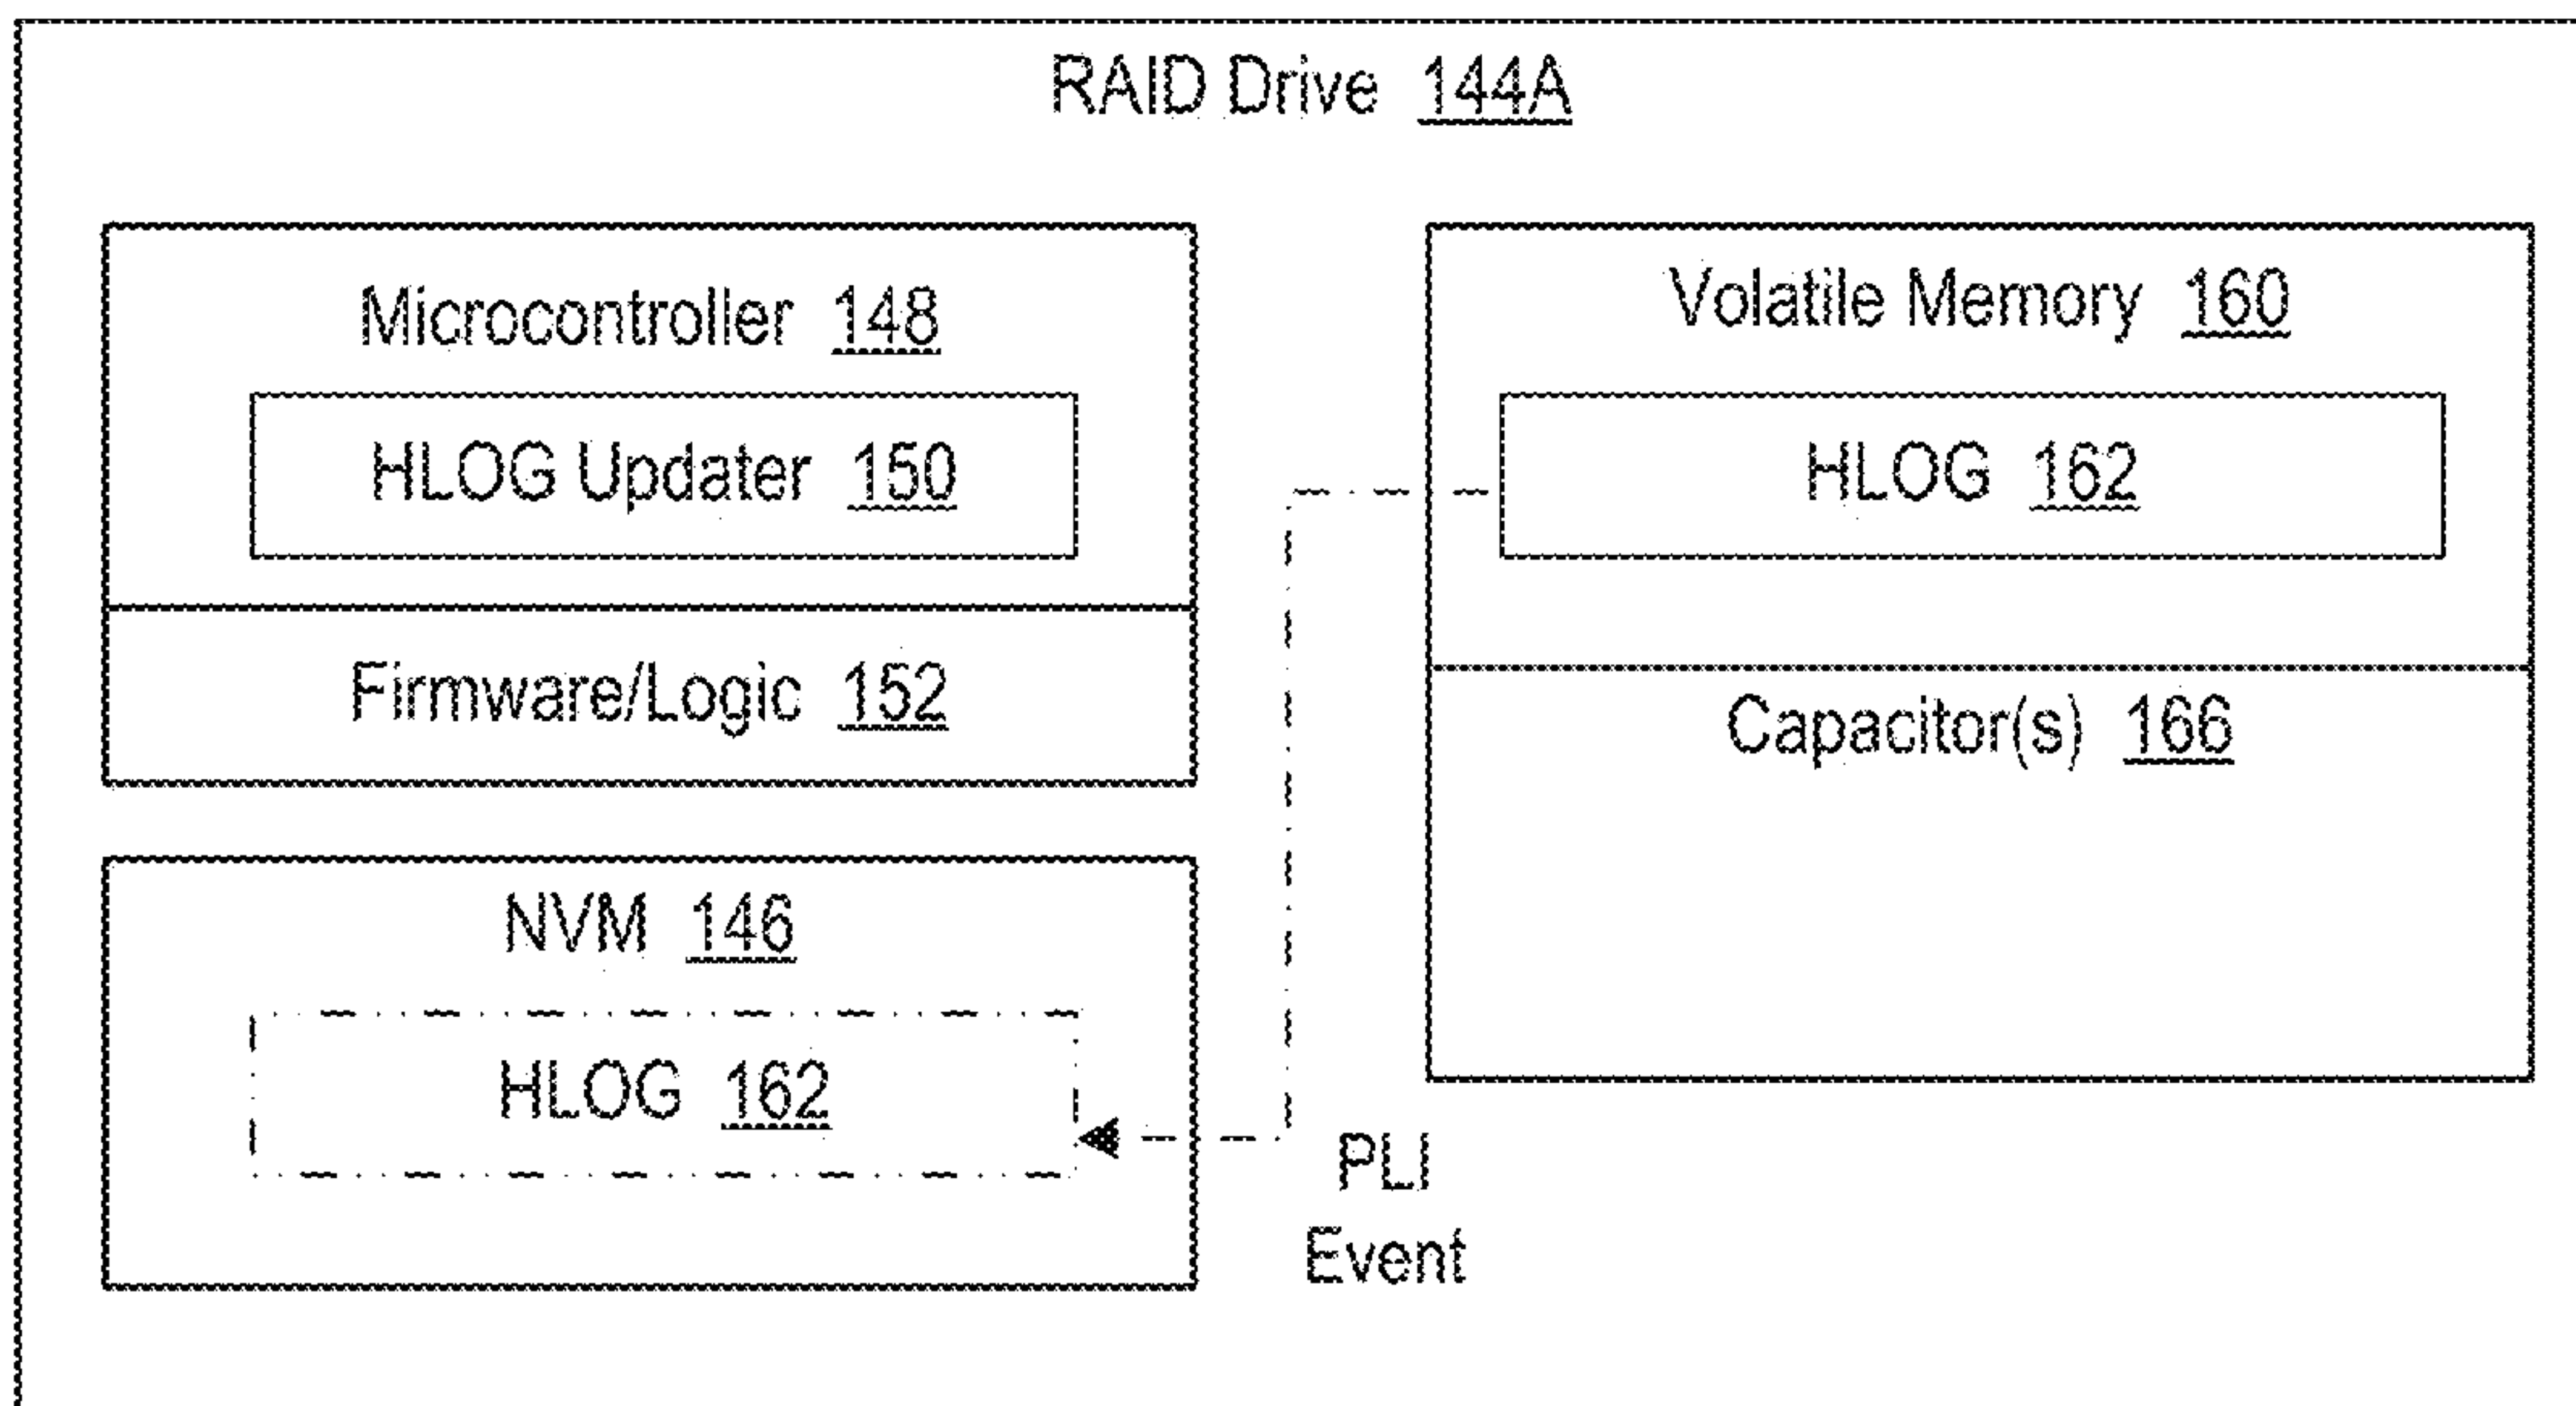 RAID Drive 144A
Microcontroller 148
HLOG Updater 150
Firmware/Logic 152
NVM 146
HLOG 162
Volatile Memory 160
HLOG 162
Capacitor(s) 166
PLI
Event